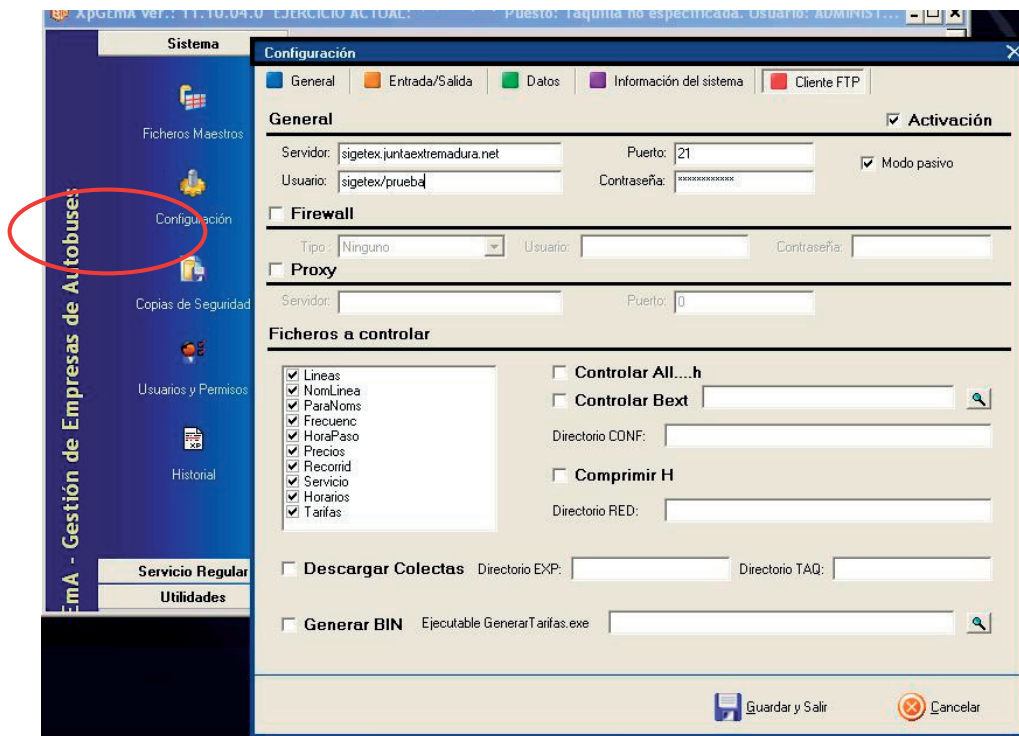 XpGEmA Ver.: 11.10.04.0 EJERCICIO ACTUAL: Puesto: Taquilla no especificada. Usuario: ADMINIST...
EmA - Gestión de Empresas de Autobuses
Sistema
Ficheros Maestros
Configuración
Copias de Seguridad
Usuarios y Permisos
Historial
Servicio Regular
Utilidades
Configuración
General Entrada/Salida Datos Información del sistema Cliente FTP
General Activación
Servidor: sigetex.juntaextremadura.net Puerto: 21 Modo pasivo
Usuario: sigetex/prueba Contraseña: ************
Firewall
Tipo: Ninguno Usuario: Contraseña:
Proxy
Servidor: Puerto: 0
Ficheros a controlar
Lineas
NomLinea
ParaNoms
Frecuenc
HoraPaso
Precios
Recorrid
Servicio
Horarios
Tarifas
Controlar All....h
Controlar Bext
Directorio CONF:
Comprimir H
Directorio RED:
Descargar Colectas Directorio EXP: Directorio TAQ:
Generar BIN Ejecutable GenerarTarifas.exe
Guardar y Salir Cancelar